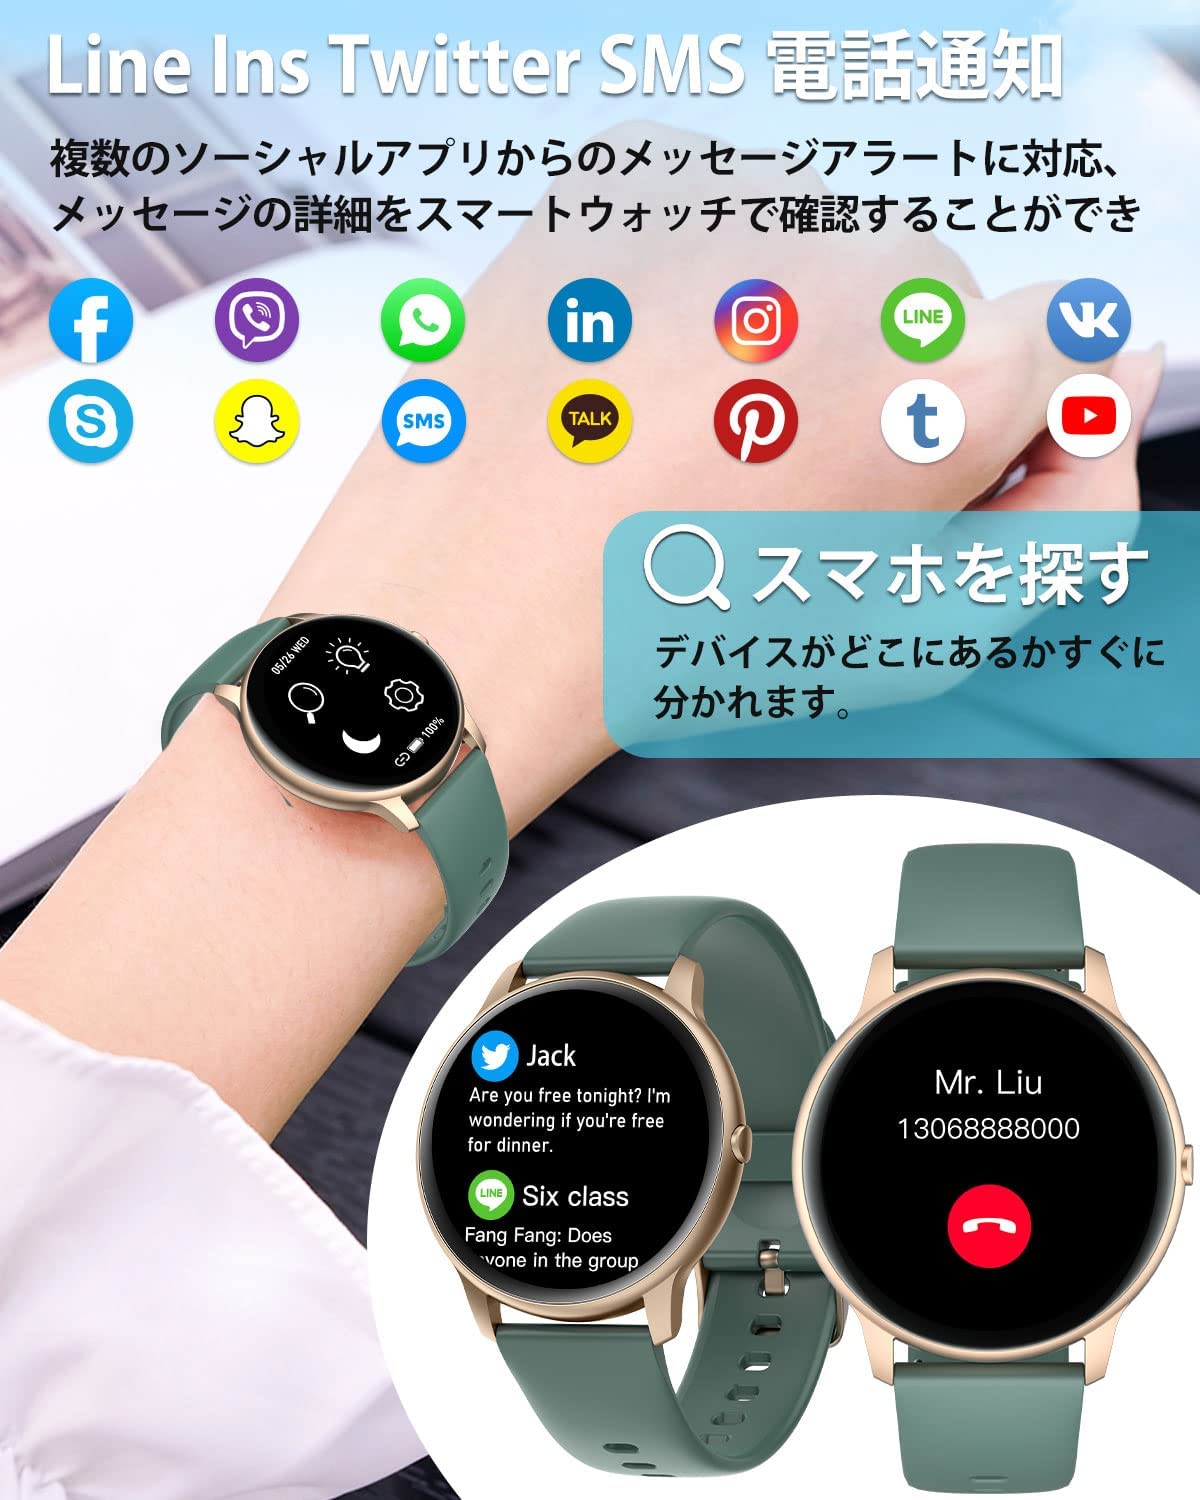 Line Ins Twitter SMS 電話通知
複数のソーシャルアプリからのメッセージアラートに対応、
メッセージの詳細をスマートウォッチで確認することができ
LINE
SMS
TALK
スマホを探す
デバイスがどこにあるかすぐに
分かれます。
05/26 WED
100%
Jack
Are you free tonight? I'm
wondering if you're free
for dinner.
LINE
Six class
Fang Fang: Does
yone in the group
Mr. Liu
13068888000